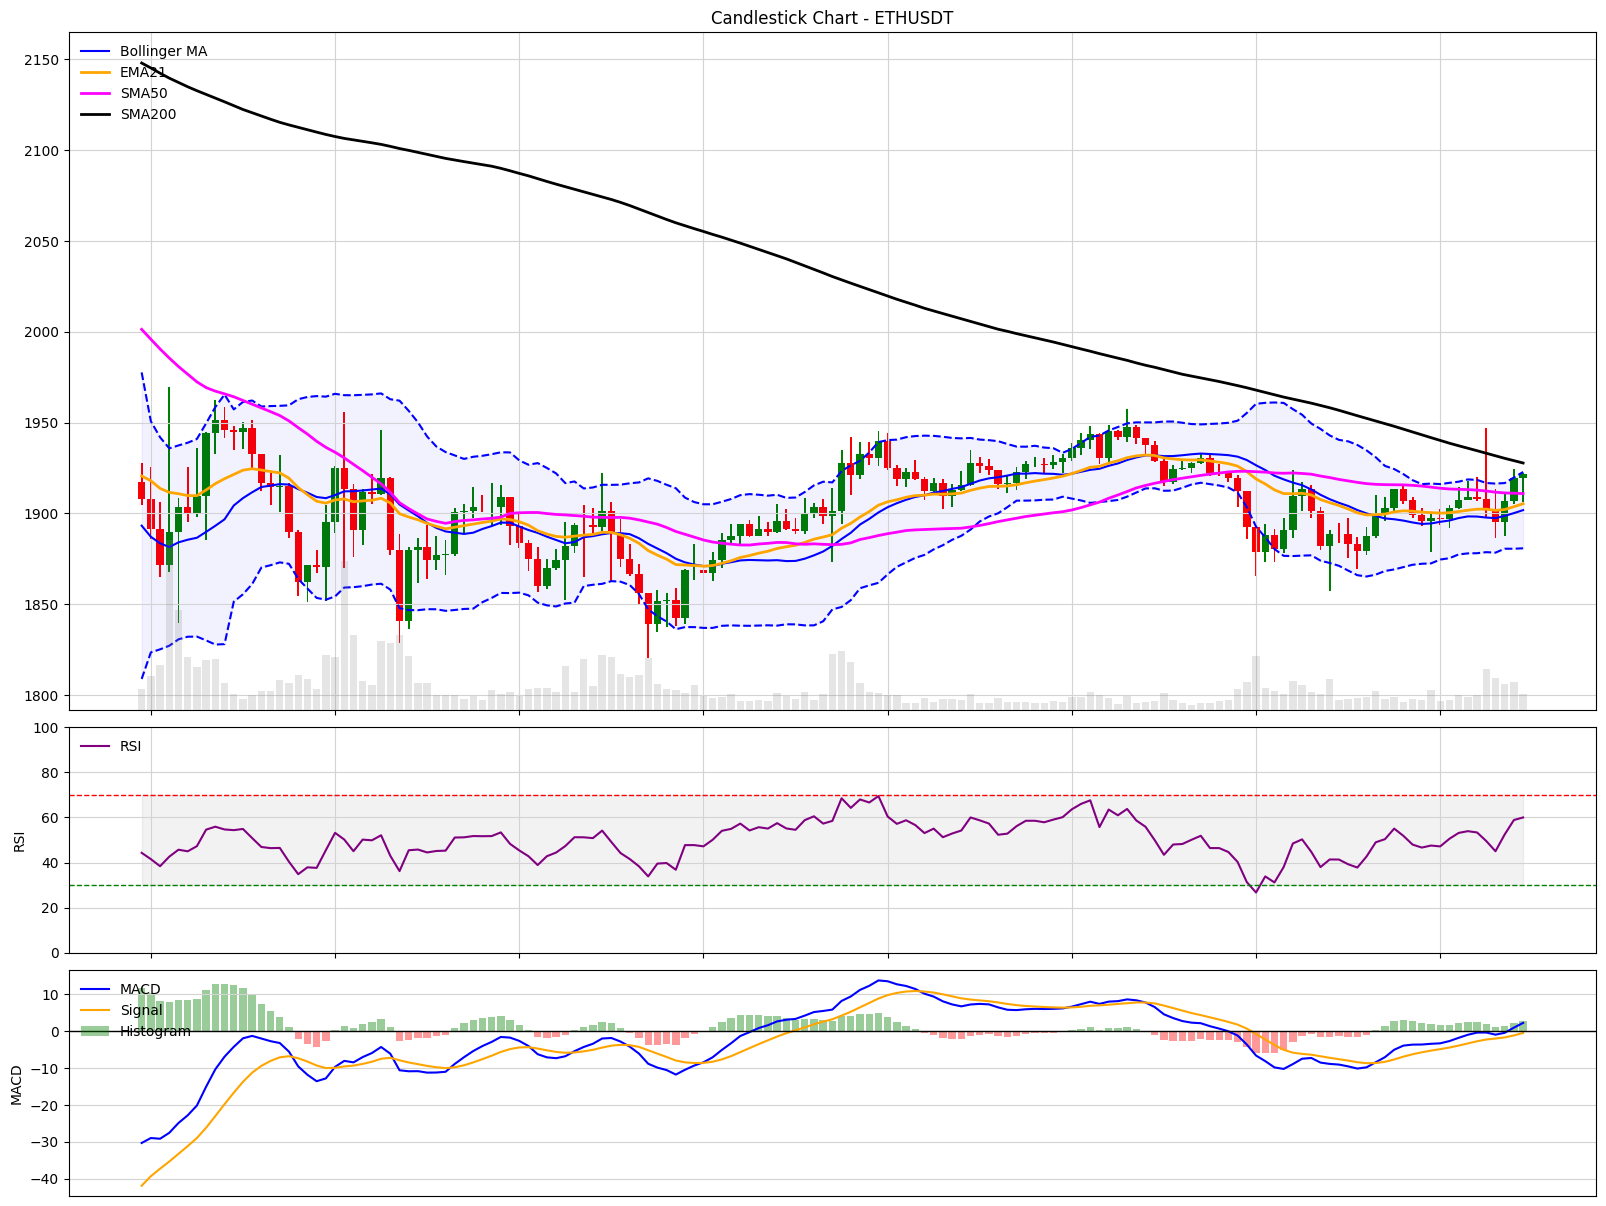 Candlestick Chart - ETHUSDT
Bollinger MA
EMA21
SMA50
SMA200
2150
2100
2050
2000
1950
1900
1850
1800
RSI
100
80
60
40
20
0
RSI
MACD
Signal
Histogram
10
0
−10
−20
−30
−40
MACD